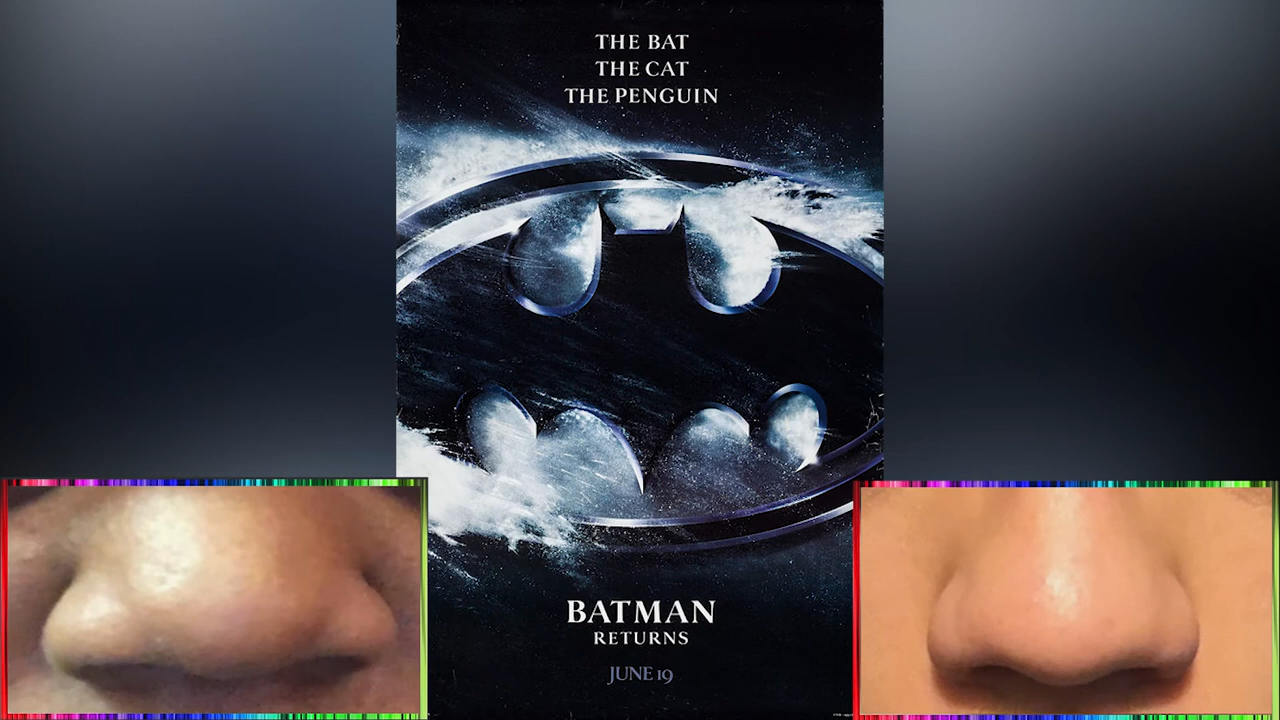 THE BAT
THE CAT
THE PENGUIN
BATMAN
RETURNS
JUNE 19